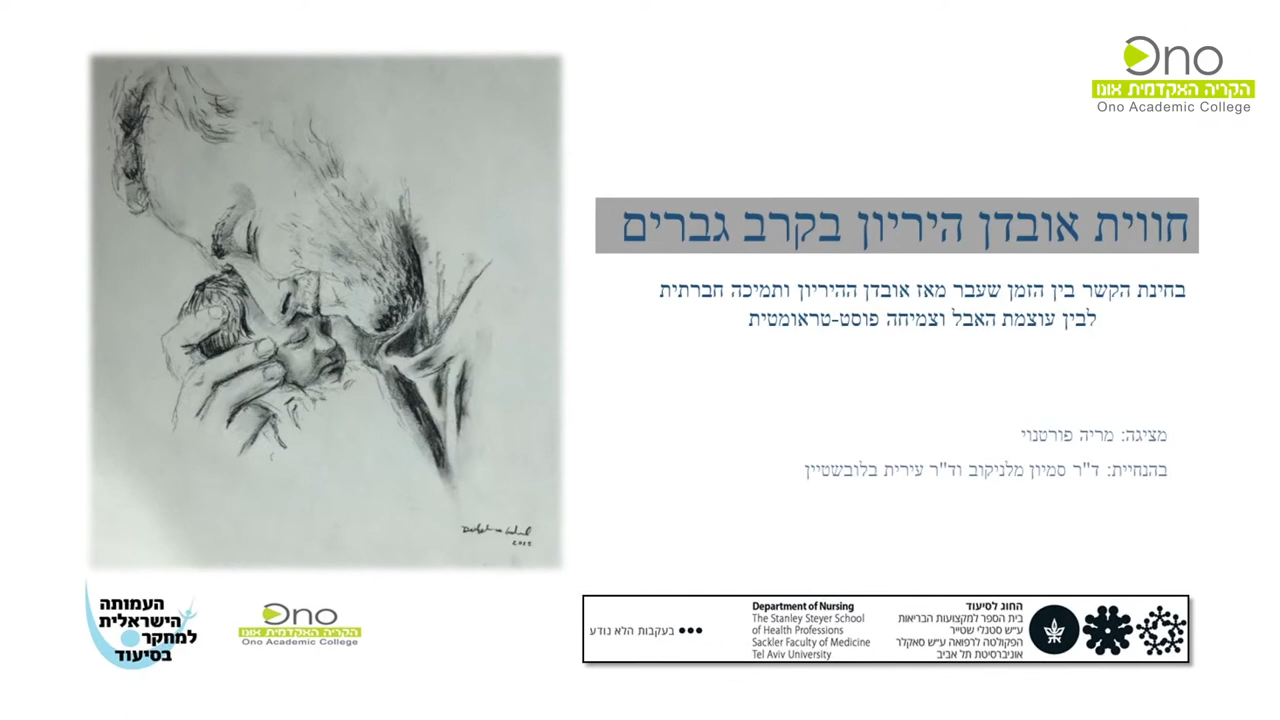 Ono
הקריה האקדמית אונו
Ono Academic College
חווית אובדן היריון בקרב גברים
בחינת הקשר בין הזמן שעבר מאז אובדן ההיריון ותמיכה חברתית
לבין עוצמת האבל וצמיחה פוסט-טראומטית
מציגה: מריה פורטנוי
בהנחיית: ד"ר סמיון מלניקוב וד"ר עירית בלובשטיין
2015
העמותה
הישראלית
למחקר
בסיעוד
Ono
הקריה האקדמית אונו
Ono Academic College
החוג לסיעוד
בית הספר למקצועות הבריאות
ע"ש סטנלי שטייר
הפקולטה לרפואה ע"ש סאקלר
אוניברסיטת תל אביב
Department of Nursing
The Stanley Steyer School
of Health Professions
Sackler Faculty of Medicine
Tel Aviv University
••• בעקבות הלא נודע